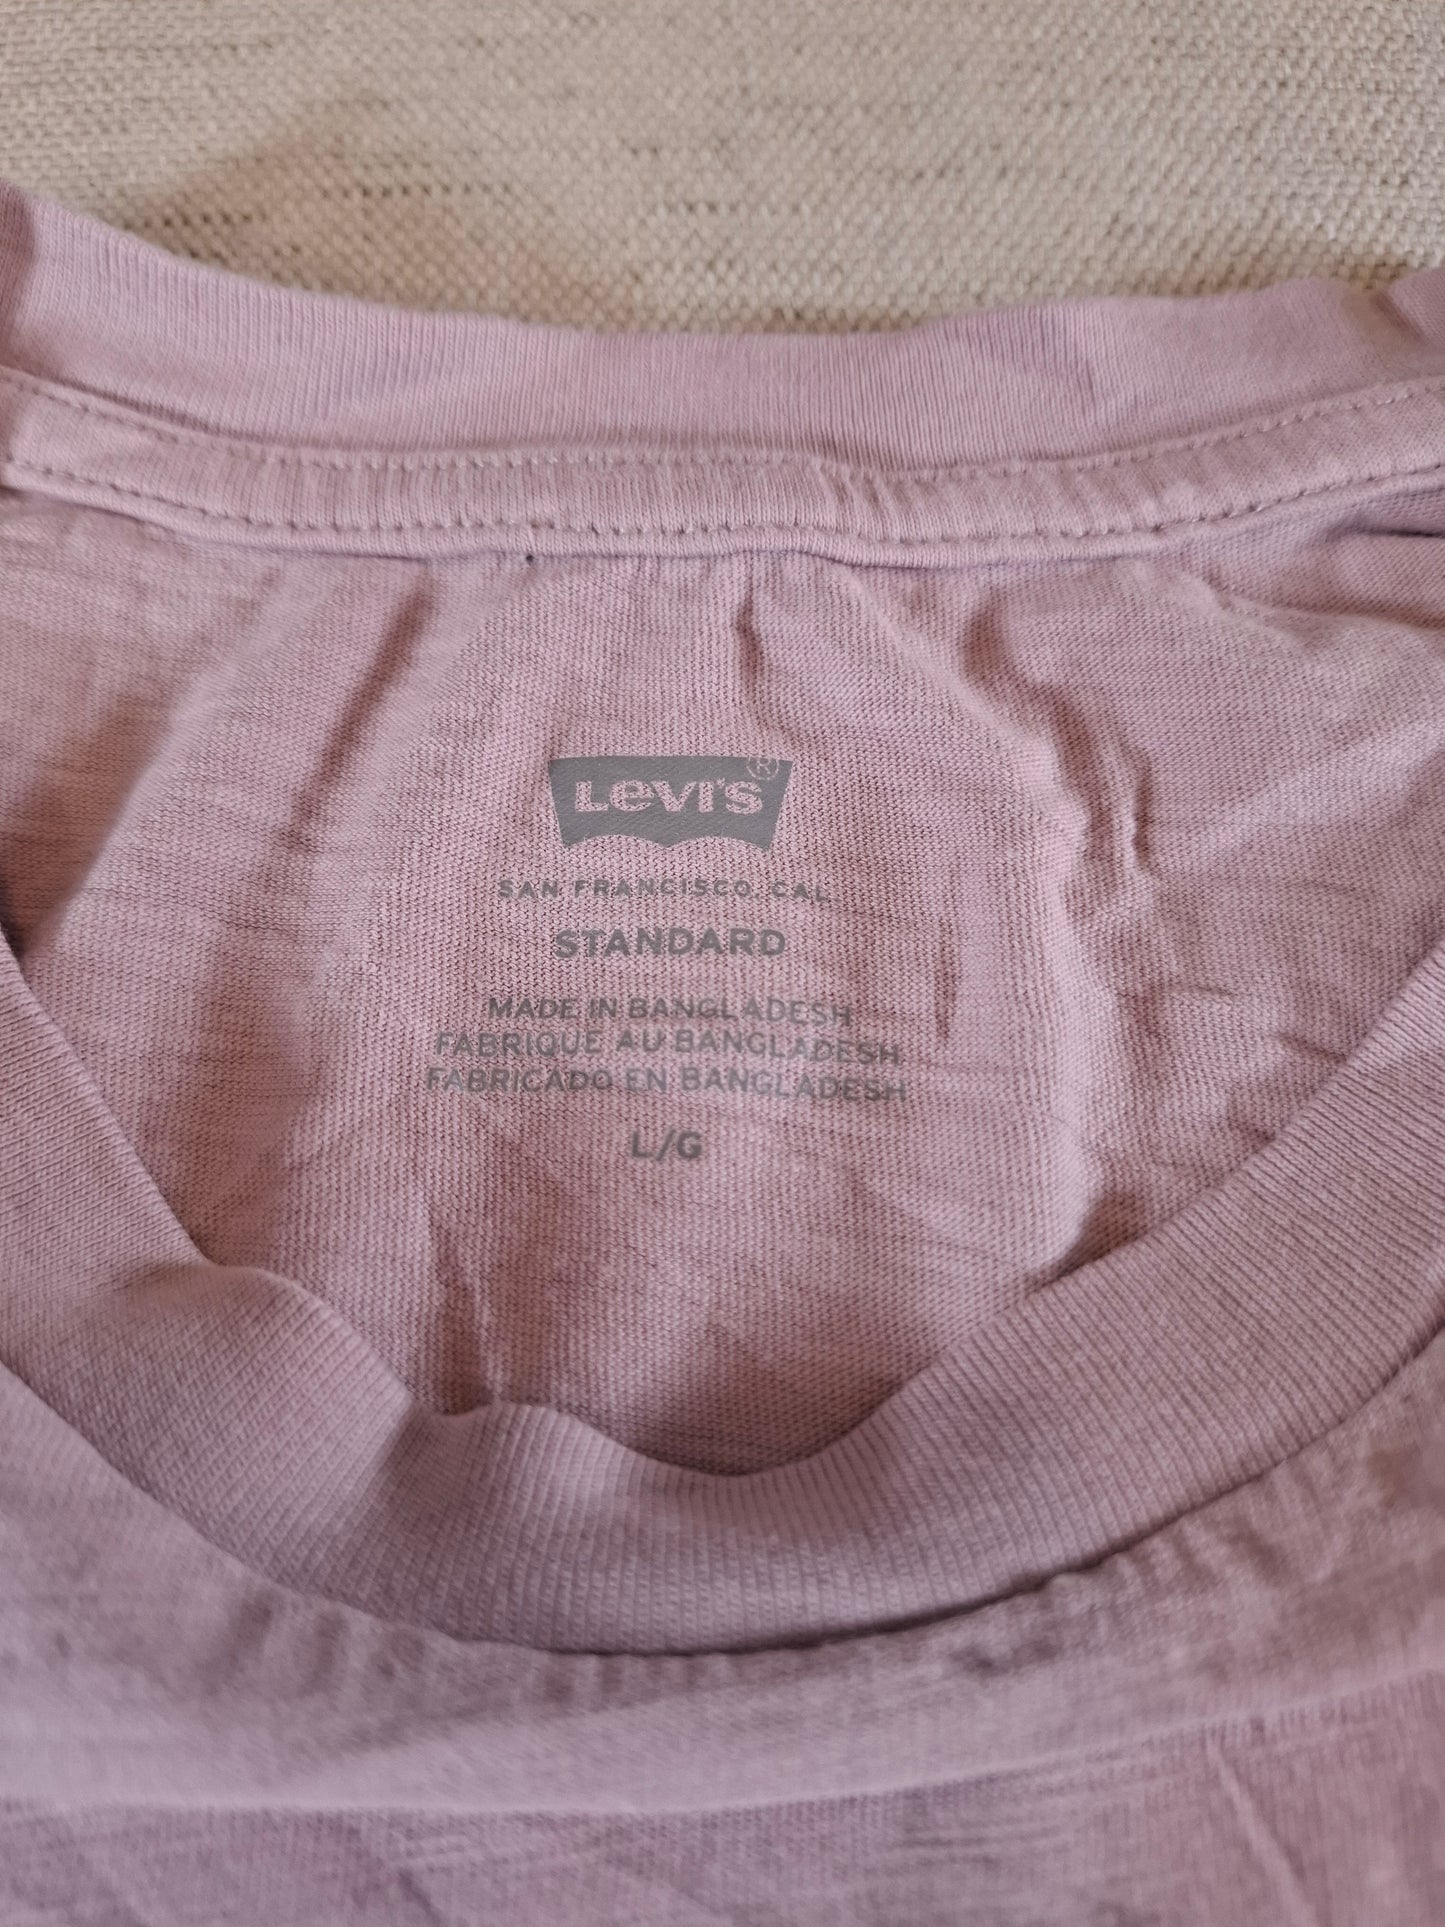 Levi's®
SAN FRANCISCO, CAL
STANDARD
MADE IN BANGLADESH
FABRIQUE AU BANGLADESH
FABRICADO EN BANGLADESH
L/G